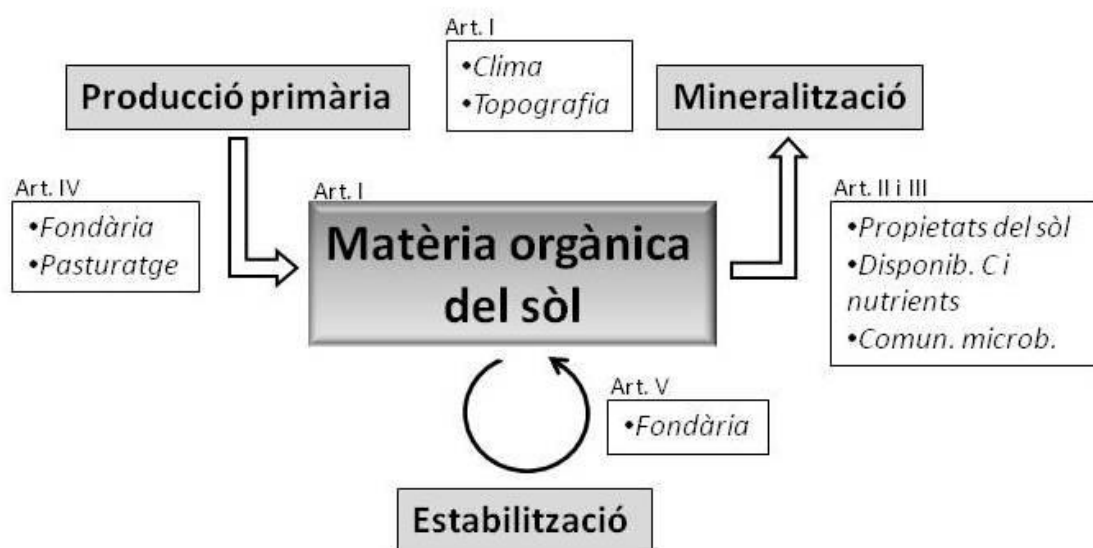 Art. I
•Clima
•Topografia
Producció primària
Mineralització
Art. IV
•Fondària
•Pasturatge
Art. I
Matèria orgànica
del sòl
Art. II i III
•Propietats del sòl
•Disponib. C i
nutrients
•Comun. microb.
Art. V
•Fondària
Estabilització